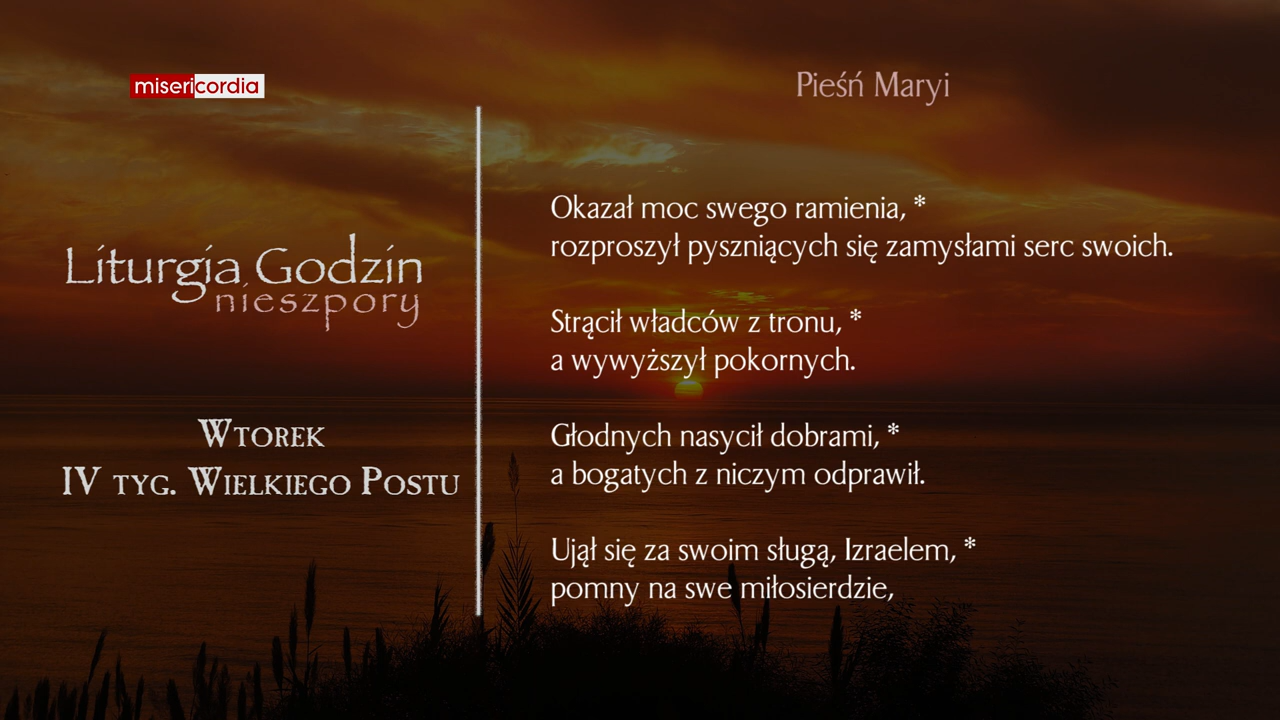 misericordia
Pieśń Maryi
Liturgia Godzin
nieszpory
Wtorek
IV tyg. Wielkiego Postu
Okazał moc swego ramienia, *
rozproszył pyszniących się zamysłami serc swoich.
Strącił władców z tronu, *
a wywyższył pokornych.
Głodnych nasycił dobrami, *
a bogatych z niczym odprawił.
Ujął się za swoim sługą, Izraelem, *
pomny na swe miłosierdzie,